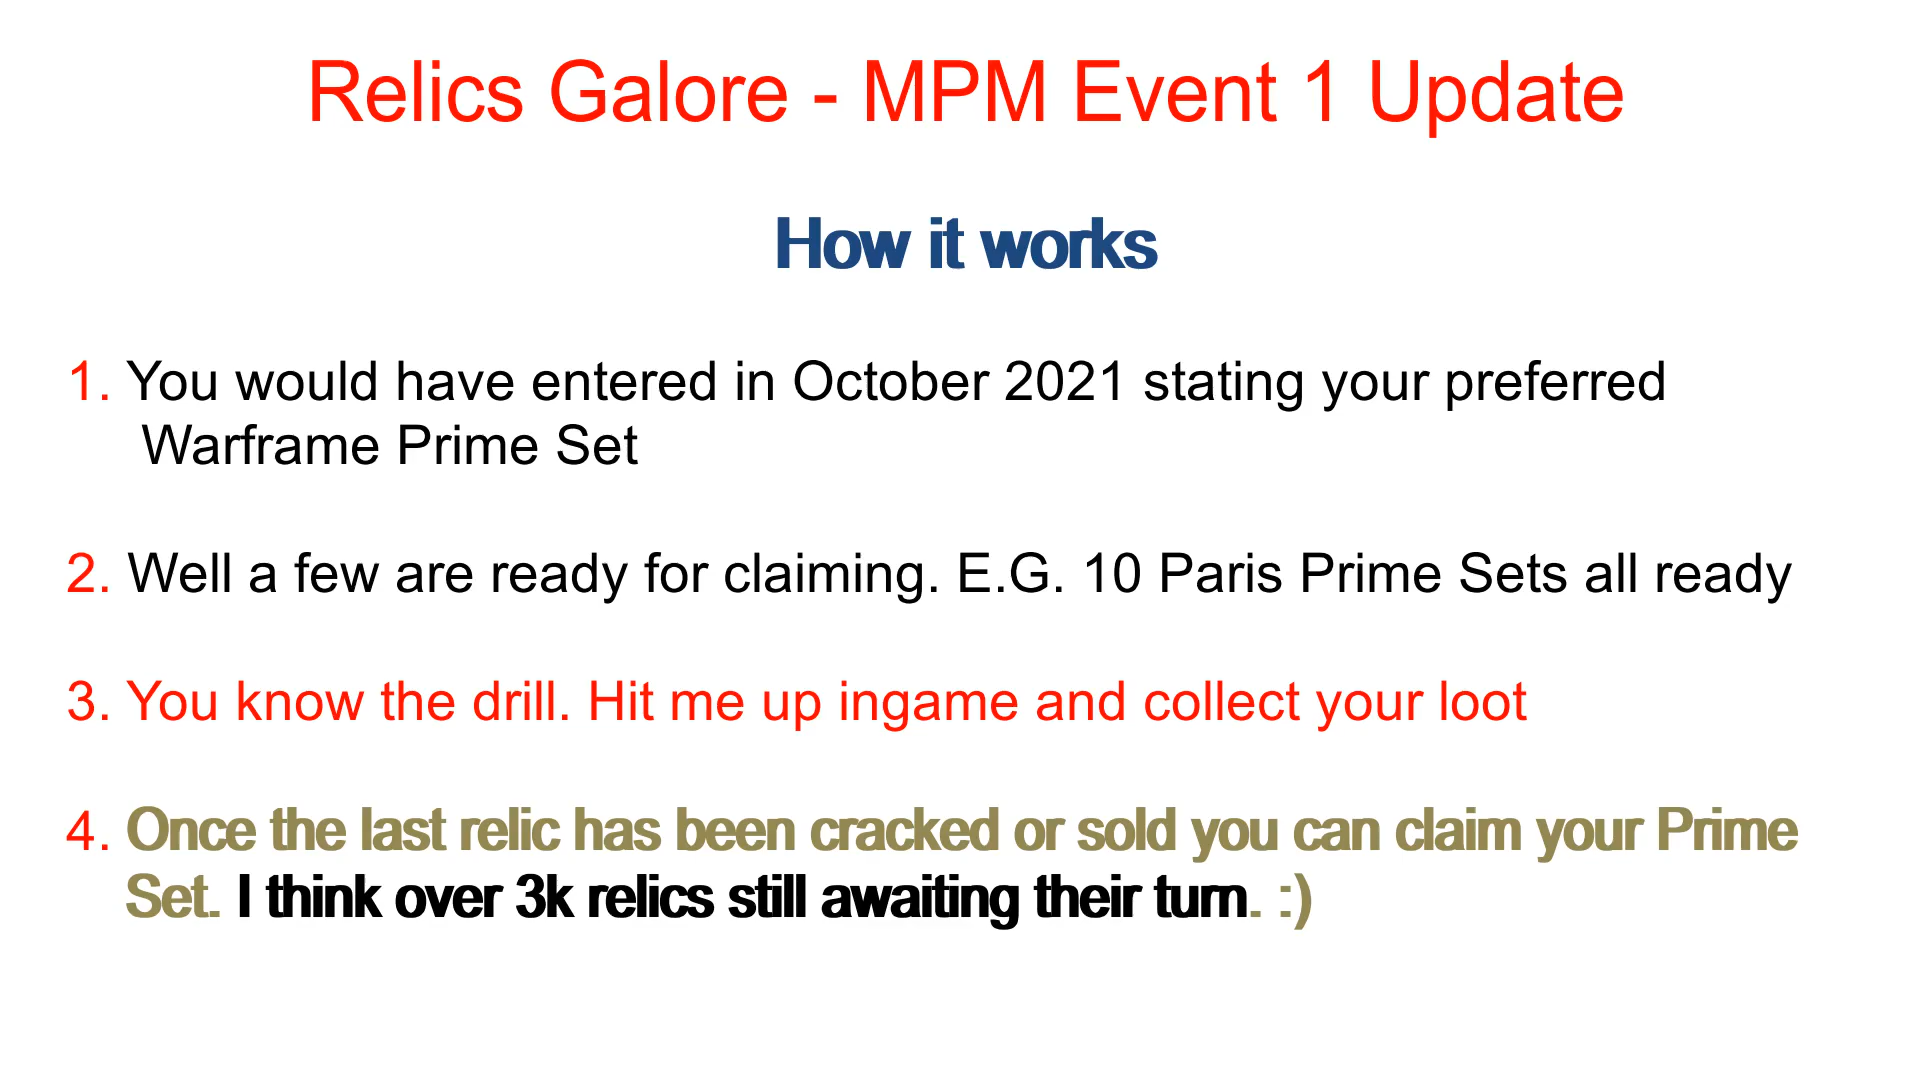 Relics Galore - MPM Event 1 Update
How it works
1. You would have entered in October 2021 stating your preferred
Warframe Prime Set
2. Well a few are ready for claiming. E.G. 10 Paris Prime Sets all ready
3. You know the drill. Hit me up ingame and collect your loot
4. Once the last relic has been cracked or sold you can claim your Prime
Set. I think over 3k relics still awaiting their turn. :)